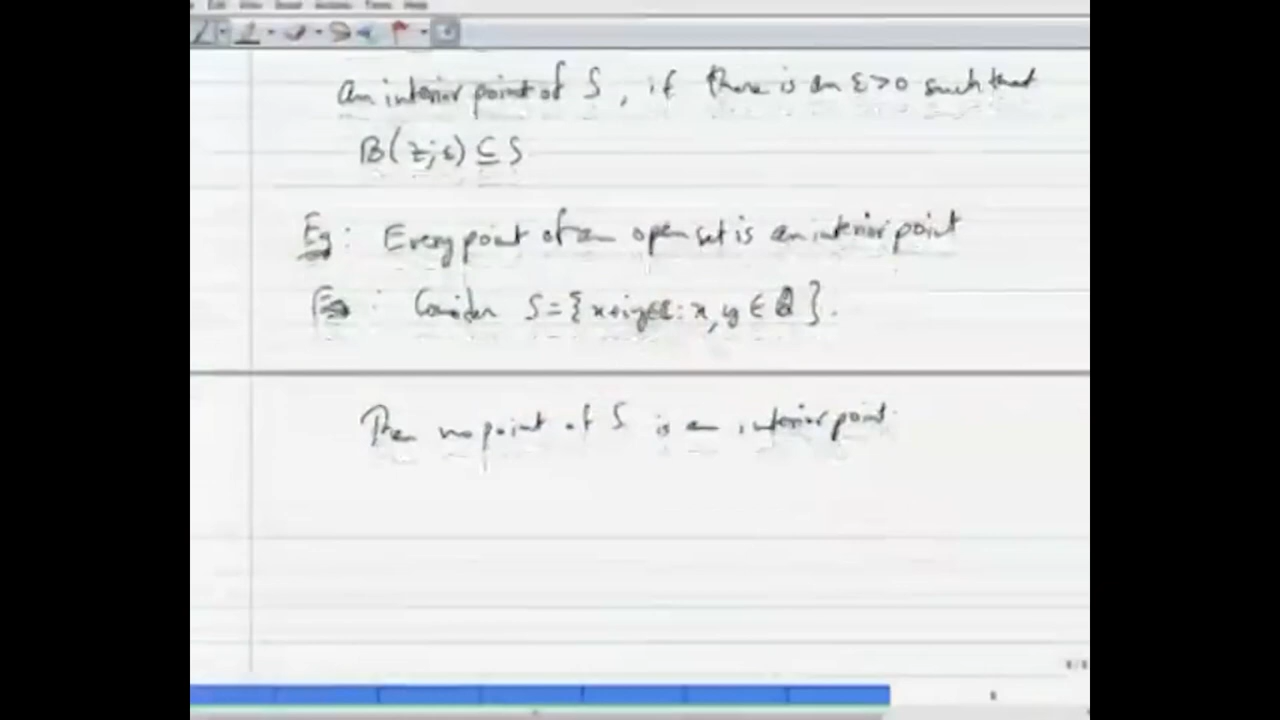 an interior point of S, if there is an ε>0 such that
B(z;ε) ⊆ S
Eg: Every point of an open set is an interior point
Eg: Consider S={x+iy∈ℂ: x,y ∈ ℚ}.
Then no point of S is an interior point.